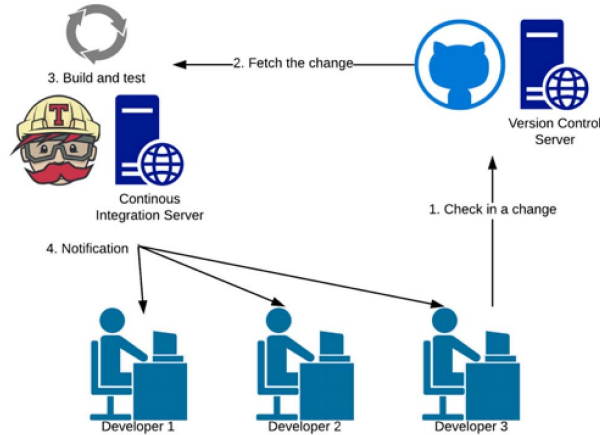 3. Build and test
2. Fetch the change
T
Version Control
Server
Continous
Integration Server
1. Check in a change
4. Notification
Developer 1
Developer 2
Developer 3